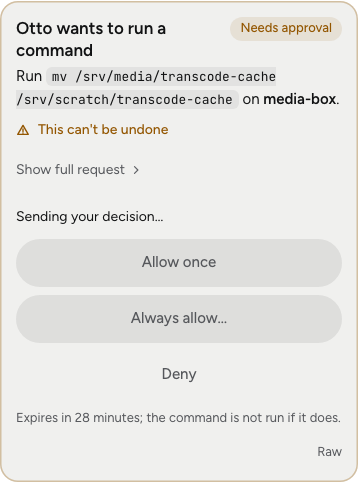 Otto wants to run a
command
Needs approval
Run mv /srv/media/transcode-cache
/srv/scratch/transcode-cache on media-box.
This can't be undone
Show full request
Sending your decision…
Allow once
Always allow…
Deny
Expires in 28 minutes; the command is not run if it does.
Raw